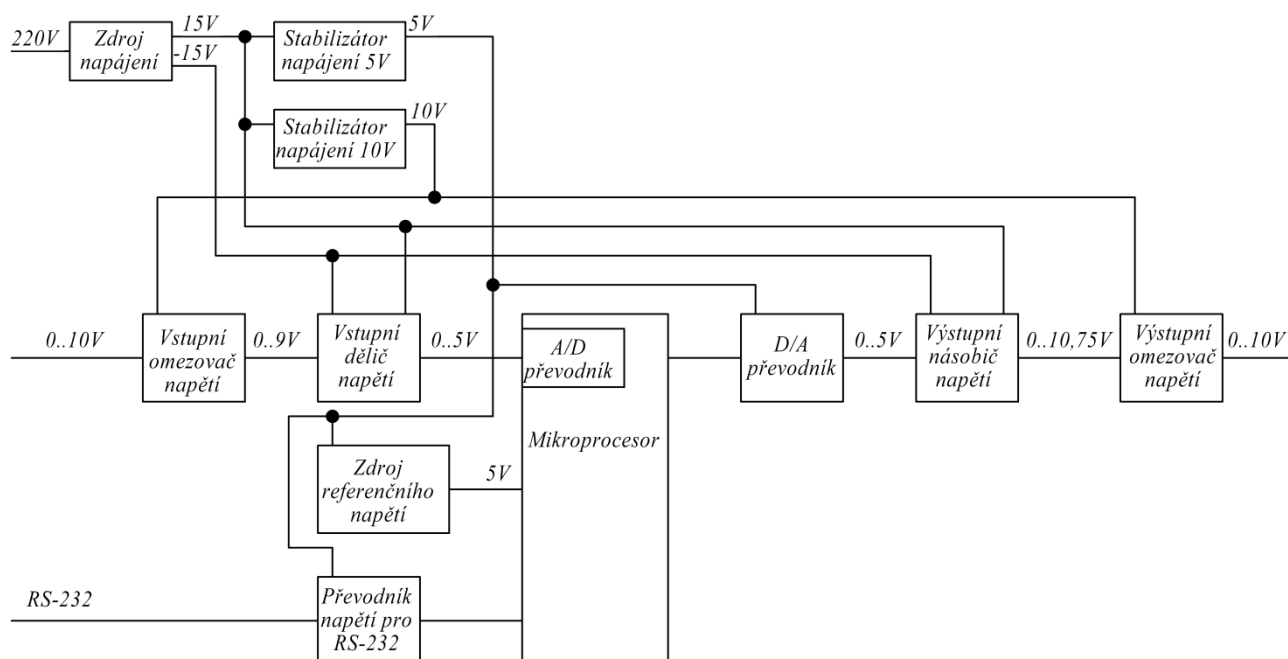 220V
Zdroj
napájení
15V
-15V
Stabilizátor
napájení 5V
5V
Stabilizátor
napájení 10V
10V
0..10V
Vstupní
omezovač
napětí
0..9V
Vstupní
dělič
napětí
0..5V
A/D
převodník
Mikroprocesor
D/A
převodník
0..5V
Výstupní
násobič
napětí
0..10,75V
Výstupní
omezovač
napětí
0..10V
Zdroj
referenčního
napětí
5V
RS-232
Převodník
napětí pro
RS-232